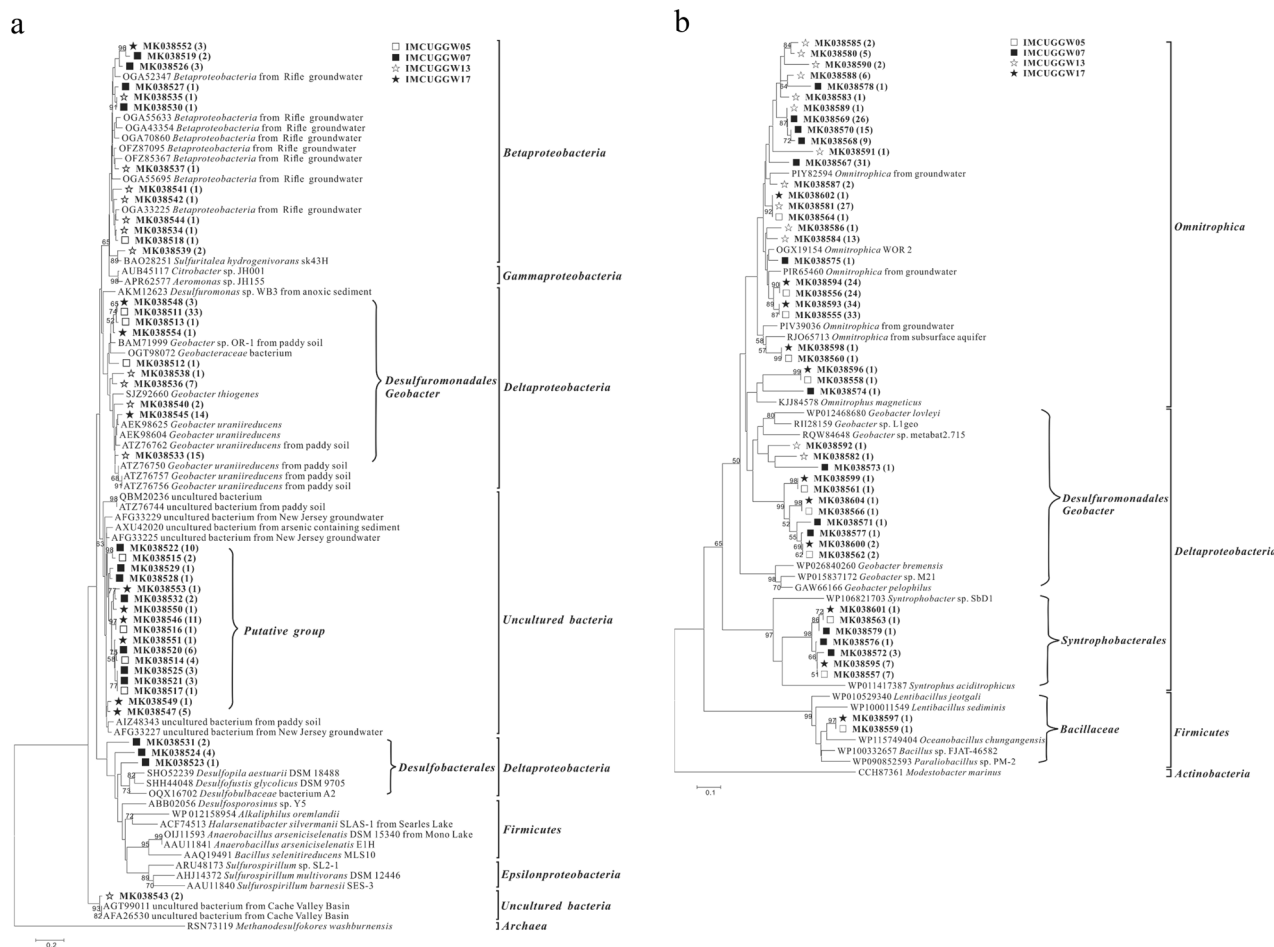 a
MK038552 (3)
MK038519 (2)
MK038526 (3)
OGA52347 Betaproteobacteria from Rifle groundwater
MK038527 (1)
MK038535 (1)
MK038530 (1)
OGA55633 Betaproteobacteria from Rifle groundwater
OGA43354 Betaproteobacteria from Rifle groundwater
OGA70860 Betaproteobacteria from Rifle groundwater
OFZ87095 Betaproteobacteria from Rifle groundwater
OFZ85367 Betaproteobacteria from Rifle groundwater
MK038537 (1)
OGA55695 Betaproteobacteria from Rifle groundwater
MK038541 (1)
MK038542 (1)
OGA33225 Betaproteobacteria from Rifle groundwater
MK038544 (1)
MK038534 (1)
MK038518 (1)
MK038539 (2)
BAO28251 Sulfuritalea hydrogenivorans sk43H
AUB45117 Citrobacter sp. JH001
APR62577 Aeromonas sp. JH155
AKM12623 Desulfuromonas sp. WB3 from anoxic sediment
MK038548 (3)
MK038511 (33)
MK038513 (1)
MK038554 (1)
BAM71999 Geobacter sp. OR-1 from paddy soil
OGT98072 Geobacteraceae bacterium
MK038512 (1)
MK038538 (1)
MK038536 (7)
SJZ92660 Geobacter thiogenes
MK038540 (2)
MK038545 (14)
AEK98625 Geobacter uraniireducens
AEK98604 Geobacter uraniireducens
ATZ76762 Geobacter uraniireducens from paddy soil
MK038533 (15)
ATZ76750 Geobacter uraniireducens from paddy soil
ATZ76757 Geobacter uraniireducens from paddy soil
ATZ76756 Geobacter uraniireducens from paddy soil
QBM20236 uncultured bacterium
ATZ76744 uncultured bacterium from paddy soil
AFG33229 uncultured bacterium from New Jersey groundwater
AXU42020 uncultured bacterium from arsenic containing sediment
AFG33225 uncultured bacterium from New Jersey groundwater
MK038522 (10)
MK038515 (2)
MK038529 (1)
MK038528 (1)
MK038553 (1)
MK038532 (2)
MK038550 (1)
MK038546 (11)
MK038516 (1)
MK038551 (1)
MK038520 (6)
MK038514 (4)
MK038525 (3)
MK038521 (3)
MK038517 (1)
MK038549 (1)
MK038547 (5)
AIZ48343 uncultured bacterium from paddy soil
AFG33227 uncultured bacterium from New Jersey groundwater
MK038531 (2)
MK038524 (4)
MK038523 (1)
SHO52239 Desulfopila aestuarii DSM 18488
SHH44048 Desulfofustis glycolicus DSM 9705
OQX16702 Desulfobulbaceae bacterium A2
ABB02056 Desulfosporosinus sp. Y5
WP 012158954 Alkaliphilus oremlandii
ACF74513 Halarsenatibacter silvermanii SLAS-1 from Searles Lake
OIJ11593 Anaerobacillus arseniciselenatis DSM 15340 from Mono Lake
AAU11841 Anaerobacillus arseniciselenatis E1H
AAQ19491 Bacillus selenitireducens MLS10
ARU48173 Sulfurospirillum sp. SL2-1
AHJ14372 Sulfurospirillum multivorans DSM 12446
AAU11840 Sulfurospirillum barnesii SES-3
MK038543 (2)
AGT99011 uncultured bacterium from Cache Valley Basin
AFA26530 uncultured bacterium from Cache Valley Basin
RSN73119 Methanodesulfokores washburnensis
0.2
IMCUGGW05
IMCUGGW07
IMCUGGW13
IMCUGGW17
Betaproteobacteria
Gammaproteobacteria
Desulfuromonadales
Geobacter
Deltaproteobacteria
Putative group
Uncultured bacteria
Desulfobacterales
Deltaproteobacteria
Firmicutes
Epsilonproteobacteria
Uncultured bacteria
Archaea
b
MK038585 (2)
MK038580 (5)
MK038590 (2)
MK038588 (6)
MK038578 (1)
MK038583 (1)
MK038589 (1)
MK038569 (26)
MK038570 (15)
MK038568 (9)
MK038591 (1)
MK038567 (31)
PIY82594 Omnitrophica from groundwater
MK038587 (2)
MK038602 (1)
MK038581 (27)
MK038564 (1)
MK038586 (1)
MK038584 (13)
OGX19154 Omnitrophica WOR 2
MK038575 (1)
PIR65460 Omnitrophica from groundwater
MK038594 (24)
MK038556 (24)
MK038593 (34)
MK038555 (33)
PIV39036 Omnitrophica from groundwater
RJO65713 Omnitrophica from subsurface aquifer
MK038598 (1)
MK038560 (1)
MK038596 (1)
MK038558 (1)
MK038574 (1)
KJJ84578 Omnitrophus magneticus
WP012468680 Geobacter lovleyi
RII28159 Geobacter sp. L1geo
RQW84648 Geobacter sp. metabat2.715
MK038592 (1)
MK038582 (1)
MK038573 (1)
MK038599 (1)
MK038561 (1)
MK038604 (1)
MK038566 (1)
MK038571 (1)
MK038577 (1)
MK038600 (2)
MK038562 (2)
WP026840260 Geobacter bremensis
WP015837172 Geobacter sp. M21
GAW66166 Geobacter pelophilus
WP106821703 Syntrophobacter sp. SbD1
MK038601 (1)
MK038563 (1)
MK038579 (1)
MK038576 (1)
MK038572 (3)
MK038595 (7)
MK038557 (7)
WP011417387 Syntrophus aciditrophicus
WP010529340 Lentibacillus jeotgali
WP100011549 Lentibacillus sediminis
MK038597 (1)
MK038559 (1)
WP115749404 Oceanobacillus chungangensis
WP100332657 Bacillus sp. FJAT-46582
WP090852593 Paraliobacillus sp. PM-2
CCH87361 Modestobacter marinus
0.1
IMCUGGW05
IMCUGGW07
IMCUGGW13
IMCUGGW17
Omnitrophica
Desulfuromonadales
Geobacter
Deltaproteobacteria
Syntrophobacterales
Bacillaceae
Firmicutes
Actinobacteria